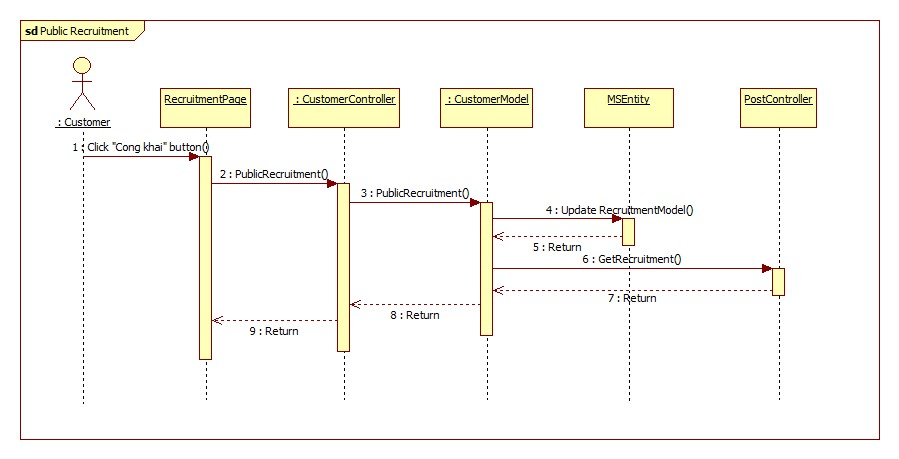 sd Public Recruitment
: Customer
RecruitmentPage
: CustomerController
: CustomerModel
MSEntity
PostController
1 : Click "Cong khai" button()
2 : PublicRecruitment()
3 : PublicRecruitment()
4 : Update RecruitmentModel()
5 : Return
6 : GetRecruitment()
7 : Return
8 : Return
9 : Return